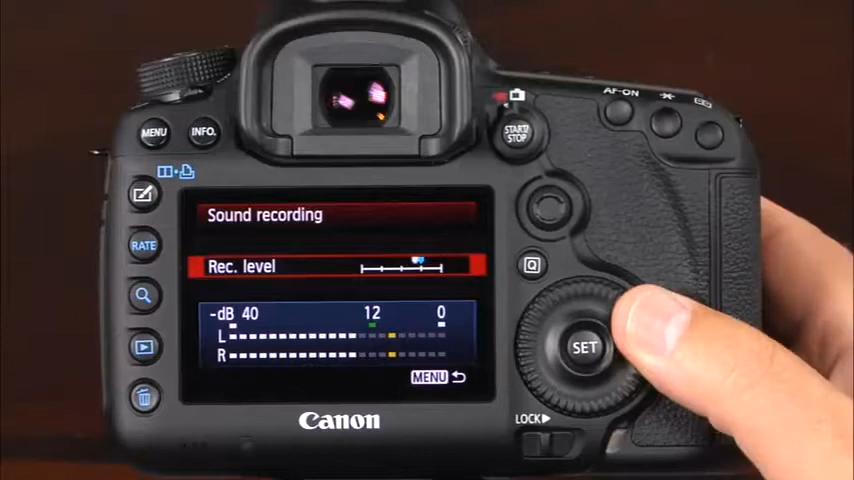 AF-ON
MENU
INFO.
START/
STOP
RATE
Sound recording
Rec. level
Q
-dB 40 12 0
L
R
SET
MENU
Canon
LOCK▶